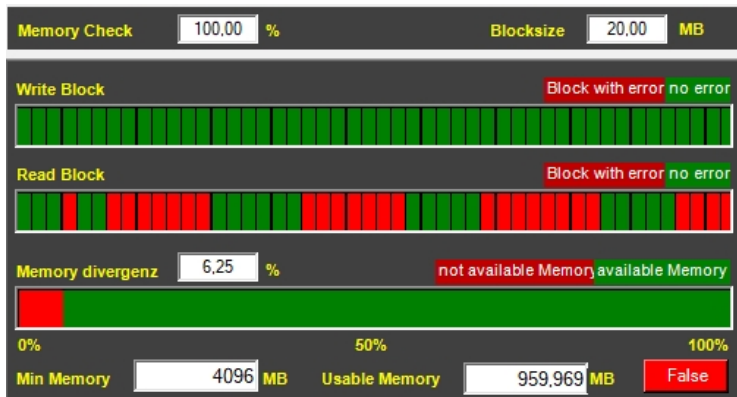 Memory Check 100,00 % Blocksize 20,00 MB
Write Block Block with error no error
Read Block Block with error no error
Memory divergenz 6,25 % not available Memory available Memory
0% 50% 100%
Min Memory 4096 MB Usable Memory 959,969 MB False